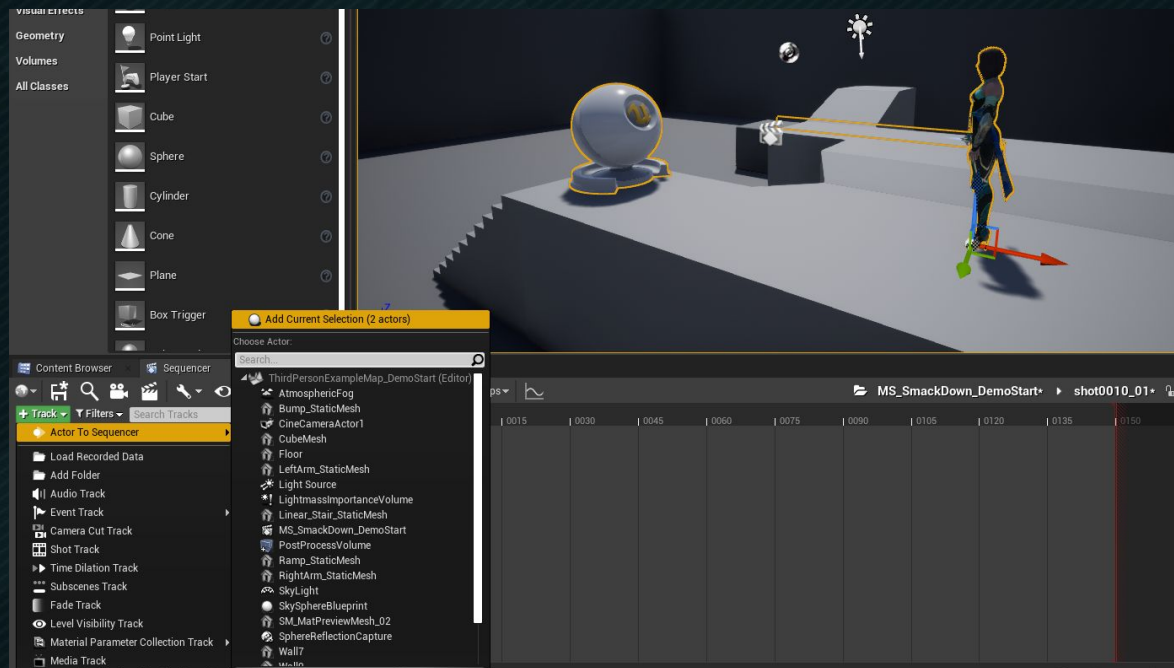 Visual Effects
Geometry
Volumes
All Classes
Point Light
Player Start
Cube
Sphere
Cylinder
Cone
Plane
Box Trigger
Add Current Selection (2 actors)
Choose Actor:
Search...
ThirdPersonExampleMap_DemoStart (Editor)
AtmosphericFog
Bump_StaticMesh
CineCameraActor1
CubeMesh
Floor
LeftArm_StaticMesh
Light Source
LightmassImportanceVolume
Linear_Stair_StaticMesh
MS_SmackDown_DemoStart
PostProcessVolume
Ramp_StaticMesh
RightArm_StaticMesh
SkyLight
SkySphereBlueprint
SM_MatPreviewMesh_02
SphereReflectionCapture
Wall7
Content Browser
Sequencer
MS_SmackDown_DemoStart*
shot0010_01*
+ Track
Filters
Search Tracks
0015
0030
0045
0060
0075
0090
0105
0120
0135
0150
Actor To Sequencer
Load Recorded Data
Add Folder
Audio Track
Event Track
Camera Cut Track
Shot Track
Time Dilation Track
Subscenes Track
Fade Track
Level Visibility Track
Material Parameter Collection Track
Media Track